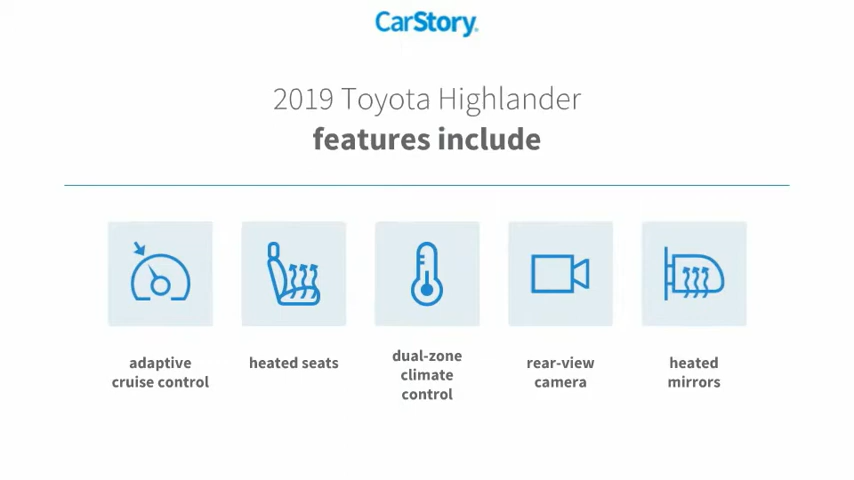 CarStory
2019 Toyota Highlander
features include
adaptive
cruise control
heated seats
dual-zone
climate
control
rear-view
camera
heated
mirrors